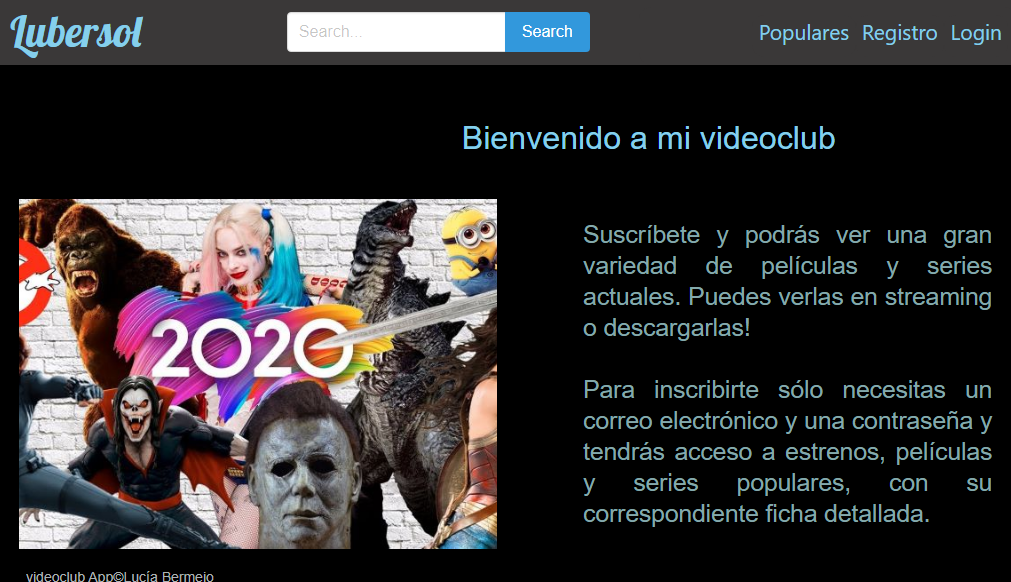 Lubersol
Search...
Search
Populares Registro Login
Bienvenido a mi videoclub
2020
Suscríbete y podrás ver una gran
variedad de películas y series
actuales. Puedes verlas en streaming
o descargarlas!
Para inscribirte sólo necesitas un
correo electrónico y una contraseña y
tendrás acceso a estrenos, películas
y series populares, con su
correspondiente ficha detallada.
videoclub App©Lucía Bermejo